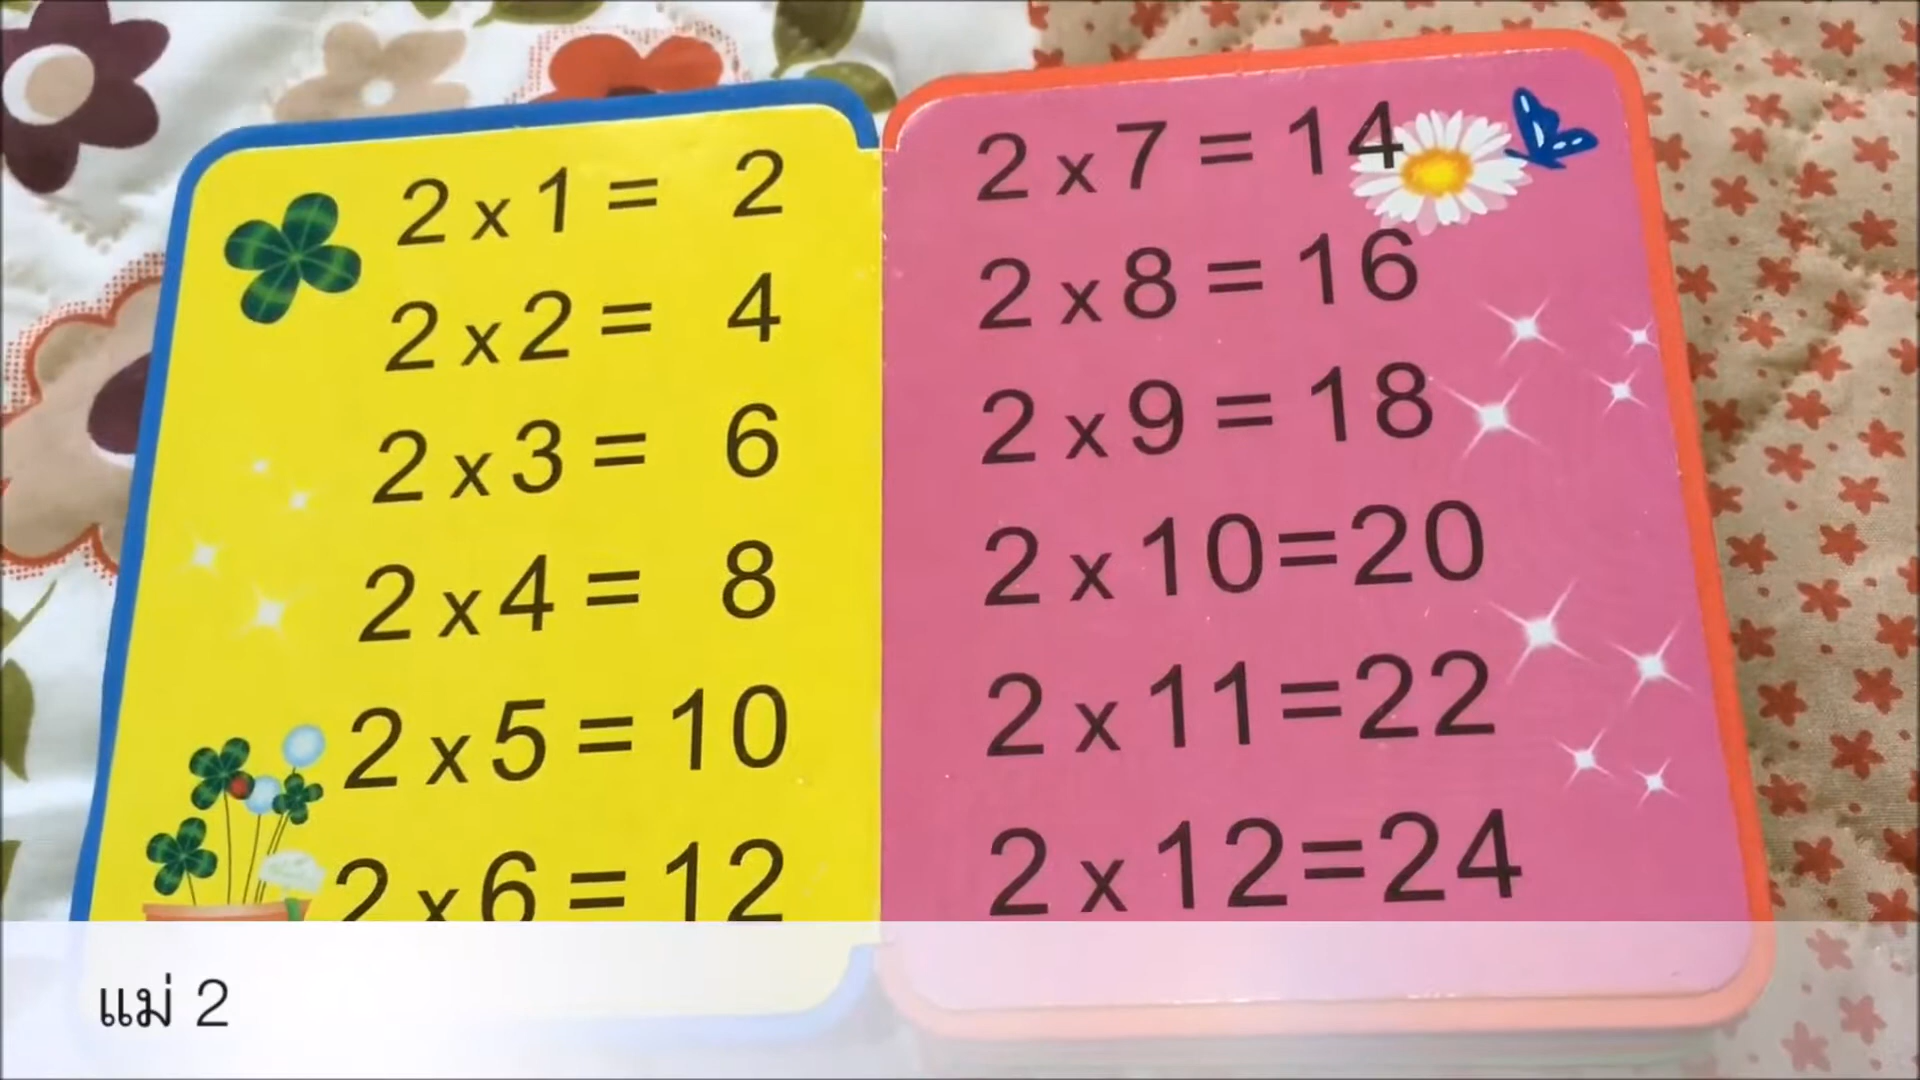 2 x 1 = 2
2 x 2 = 4
2 x 3 = 6
2 x 4 = 8
2 x 5 = 10
2 x 6 = 12
2 x 7 = 14
2 x 8 = 16
2 x 9 = 18
2 x 10=20
2 x 11=22
2 x 12=24
แม่ 2